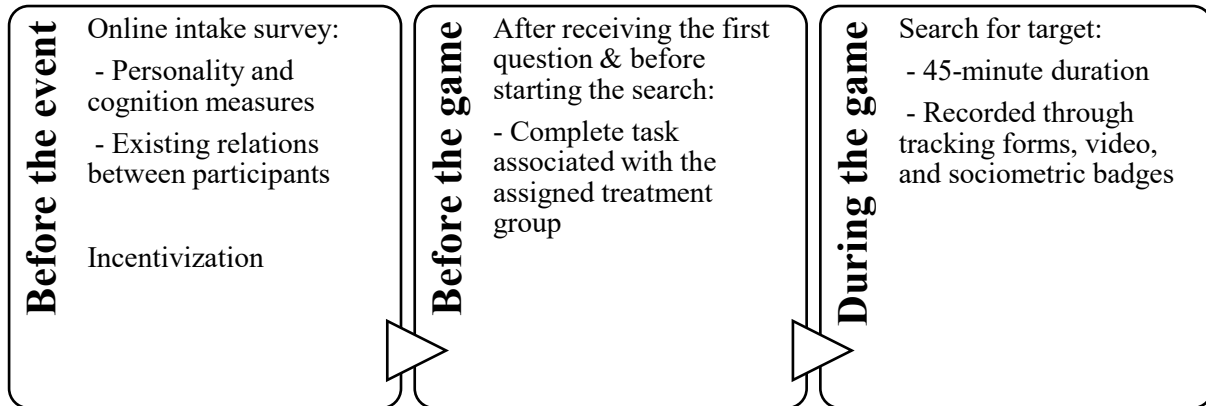 Before the event
Online intake survey:
- Personality and
cognition measures
- Existing relations
between participants
Incentivization
Before the game
After receiving the first
question & before
starting the search:
- Complete task
associated with the
assigned treatment
group
During the game
Search for target:
- 45-minute duration
- Recorded through
tracking forms, video,
and sociometric badges